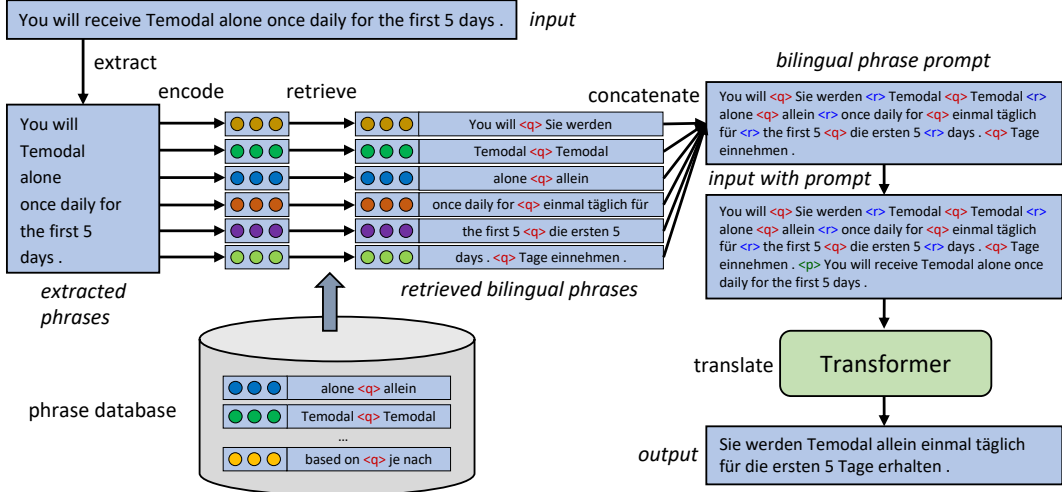 You will receive Temodal alone once daily for the first 5 days .
input
extract
encode
retrieve
You will
Temodal
alone
once daily for
the first 5
days .
extracted
phrases
You will <q> Sie werden
Temodal <q> Temodal
alone <q> allein
once daily for <q> einmal täglich für
the first 5 <q> die ersten 5
days . <q> Tage einnehmen .
retrieved bilingual phrases
phrase database
alone <q> allein
Temodal <q> Temodal
...
based on <q> je nach
concatenate
bilingual phrase prompt
You will <q> Sie werden <r> Temodal <q> Temodal <r>
alone <q> allein <r> once daily for <q> einmal täglich
für <r> the first 5 <q> die ersten 5 <r> days . <q> Tage
einnehmen .
input with prompt
You will <q> Sie werden <r> Temodal <q> Temodal <r>
alone <q> allein <r> once daily for <q> einmal täglich
für <r> the first 5 <q> die ersten 5 <r> days . <q> Tage
einnehmen . <p> You will receive Temodal alone once
daily for the first 5 days .
translate
Transformer
output
Sie werden Temodal allein einmal täglich
für die ersten 5 Tage erhalten .